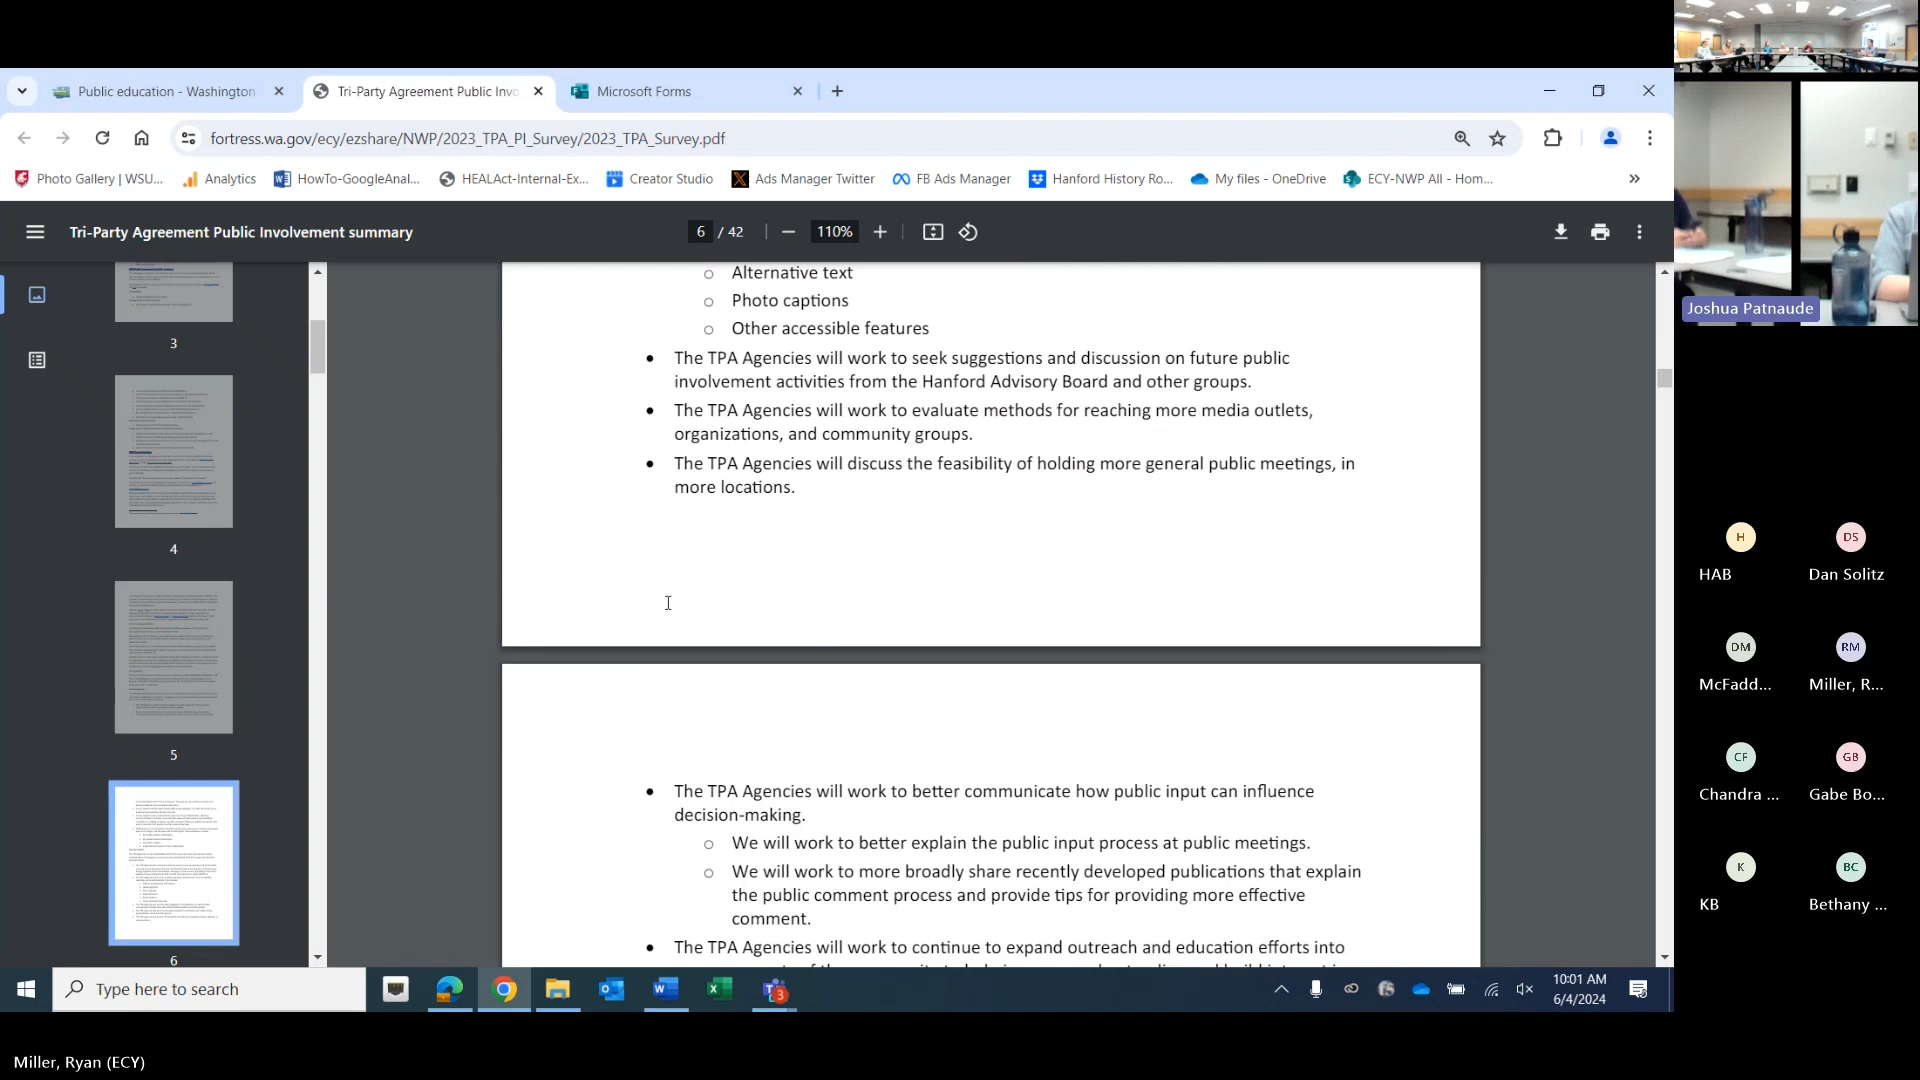 Public education - Washington
Tri-Party Agreement Public Invo
Microsoft Forms
fortress.wa.gov/ecy/ezshare/NWP/2023_TPA_PI_Survey/2023_TPA_Survey.pdf
Photo Gallery | WSU...
Analytics
HowTo-GoogleAnal...
HEALAct-Internal-Ex...
Creator Studio
Ads Manager Twitter
FB Ads Manager
Hanford History Ro...
My files - OneDrive
ECY-NWP All - Hom...
Tri-Party Agreement Public Involvement summary
6 / 42
110%
3
4
5
6
Alternative text
Photo captions
Other accessible features
The TPA Agencies will work to seek suggestions and discussion on future public
involvement activities from the Hanford Advisory Board and other groups.
The TPA Agencies will work to evaluate methods for reaching more media outlets,
organizations, and community groups.
The TPA Agencies will discuss the feasibility of holding more general public meetings, in
more locations.
The TPA Agencies will work to better communicate how public input can influence
decision-making.
We will work to better explain the public input process at public meetings.
We will work to more broadly share recently developed publications that explain
the public comment process and provide tips for providing more effective
comment.
The TPA Agencies will work to continue to expand outreach and education efforts into
Type here to search
3
10:01 AM
6/4/2024
Joshua Patnaude
H
HAB
DS
Dan Solitz
DM
McFadd...
RM
Miller, R...
CF
Chandra ...
GB
Gabe Bo...
K
KB
BC
Bethany ...
Miller, Ryan (ECY)